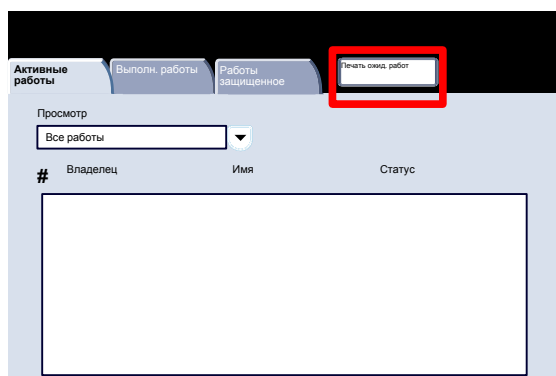 Активные
работы
Выполн. работы
Работы
защищенное
Печать ожид. работ
Просмотр
Все работы
#
Владелец
Имя
Статус